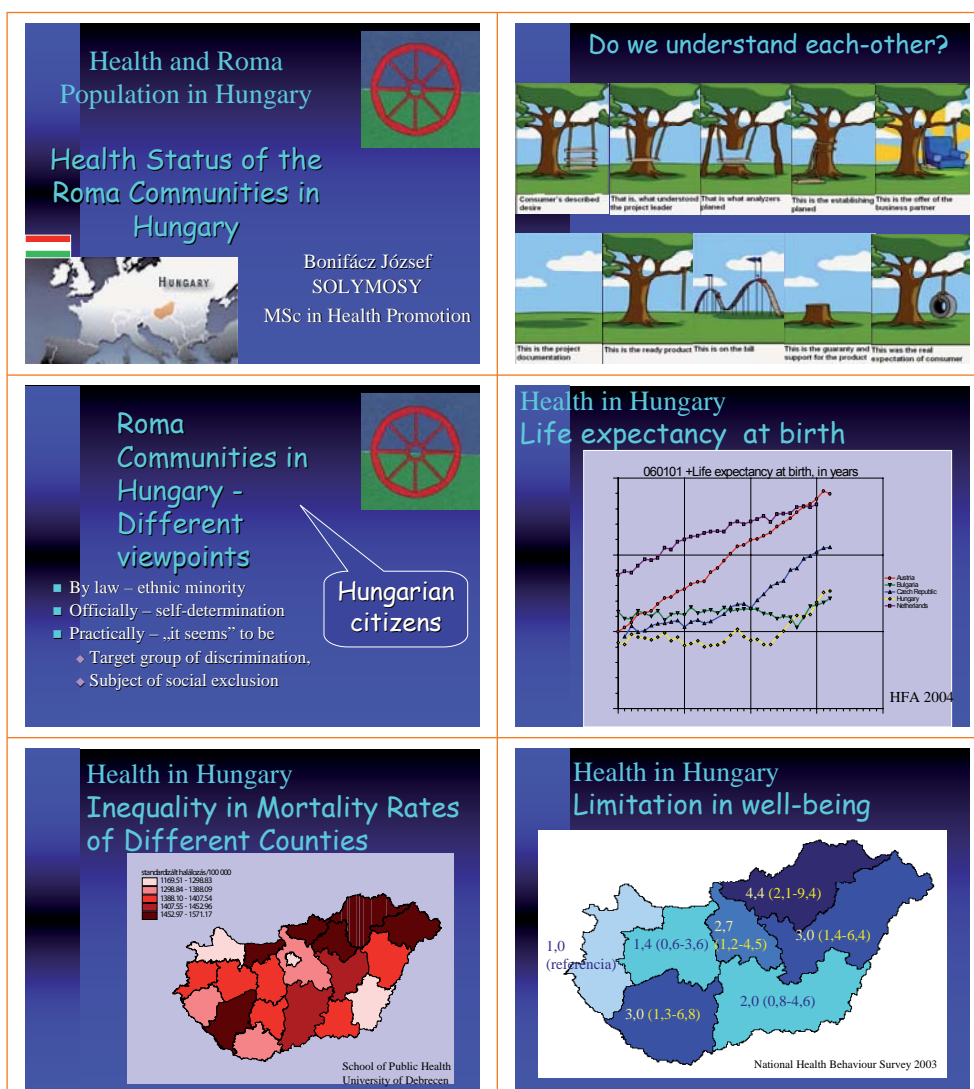 Health and Roma
Population in Hungary
Health Status of the
Roma Communities in
Hungary
HUNGARY
Bonifácz József
SOLYMOSY
MSc in Health Promotion
Do we understand each-other?
Consumer's described
desire
That is, what understood
the project leader
That is what analyzers
planed
This is the establishing
planed
This is the offer of the
business partner
This is the project
documentation
This is the ready product
This is on the bill
This is the guaranty and
support for the product
This was the real
expectation of consumer
Roma
Communities in
Hungary -
Different
viewpoints
By law – ethnic minority
Officially – self-determination
Practically – „it seems” to be
Target group of discrimination,
Subject of social exclusion
Hungarian
citizens
Health in Hungary
Life expectancy at birth
060101 +Life expectancy at birth, in years
Austria
Bulgaria
Czech Republic
Hungary
Netherlands
HFA 2004
Health in Hungary
Inequality in Mortality Rates
of Different Counties
standardizált halálozás/100 000
1169.51 - 1298.83
1298.84 - 1388.09
1388.10 - 1407.54
1407.55 - 1452.96
1452.97 - 1571.17
School of Public Health
University of Debrecen
Health in Hungary
Limitation in well-being
4,4 (2,1-9,4)
2,7
(1,2-4,5)
3,0 (1,4-6,4)
1,0
(referencia)
1,4 (0,6-3,6)
2,0 (0,8-4,6)
3,0 (1,3-6,8)
National Health Behaviour Survey 2003